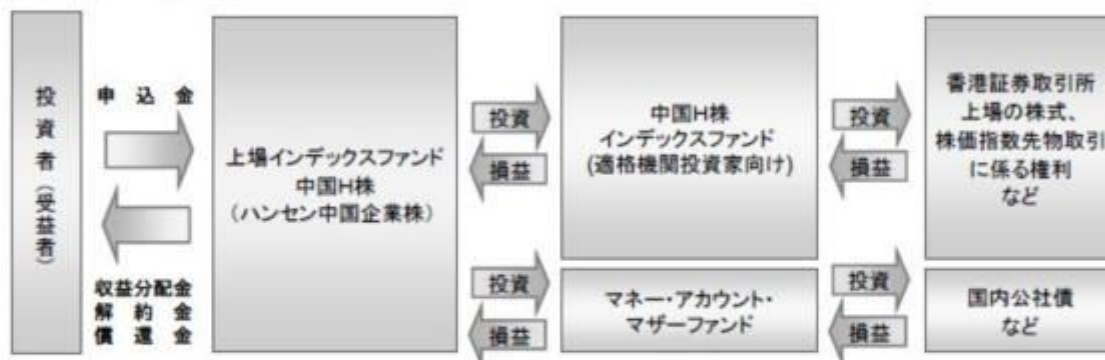 投資者(受益者)
申込金
収益分配金
解約金
償還金
上場インデックスファンド
中国H株
(ハンセン中国企業株)
投資
損益
投資
損益
中国H株
インデックスファンド
(適格機関投資家向け)
マネー・アカウント・
マザーファンド
投資
損益
投資
損益
香港証券取引所
上場の株式、
株価指数先物取引
に係る権利
など
国内公社債
など